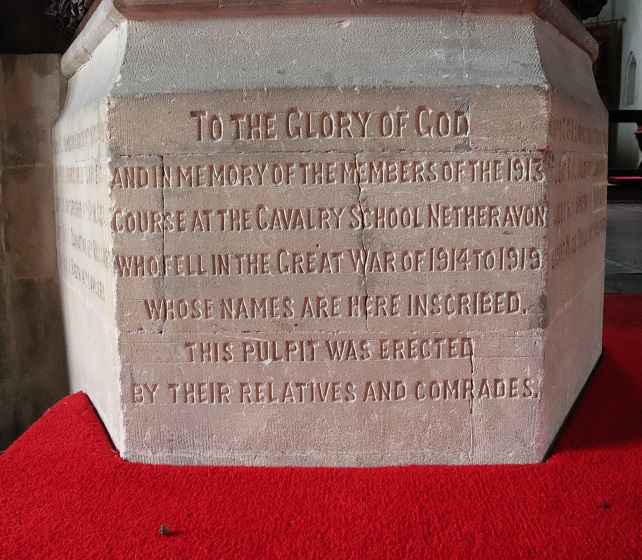 TO THE GLORY OF GOD
AND IN MEMORY OF THE MEMBERS OF THE 1913
COURSE AT THE CAVALRY SCHOOL NETHERAVON
WHO FELL IN THE GREAT WAR OF 1914 TO 1919
WHOSE NAMES ARE HERE INSCRIBED.
THIS PULPIT WAS ERECTED
BY THEIR RELATIVES AND COMRADES.